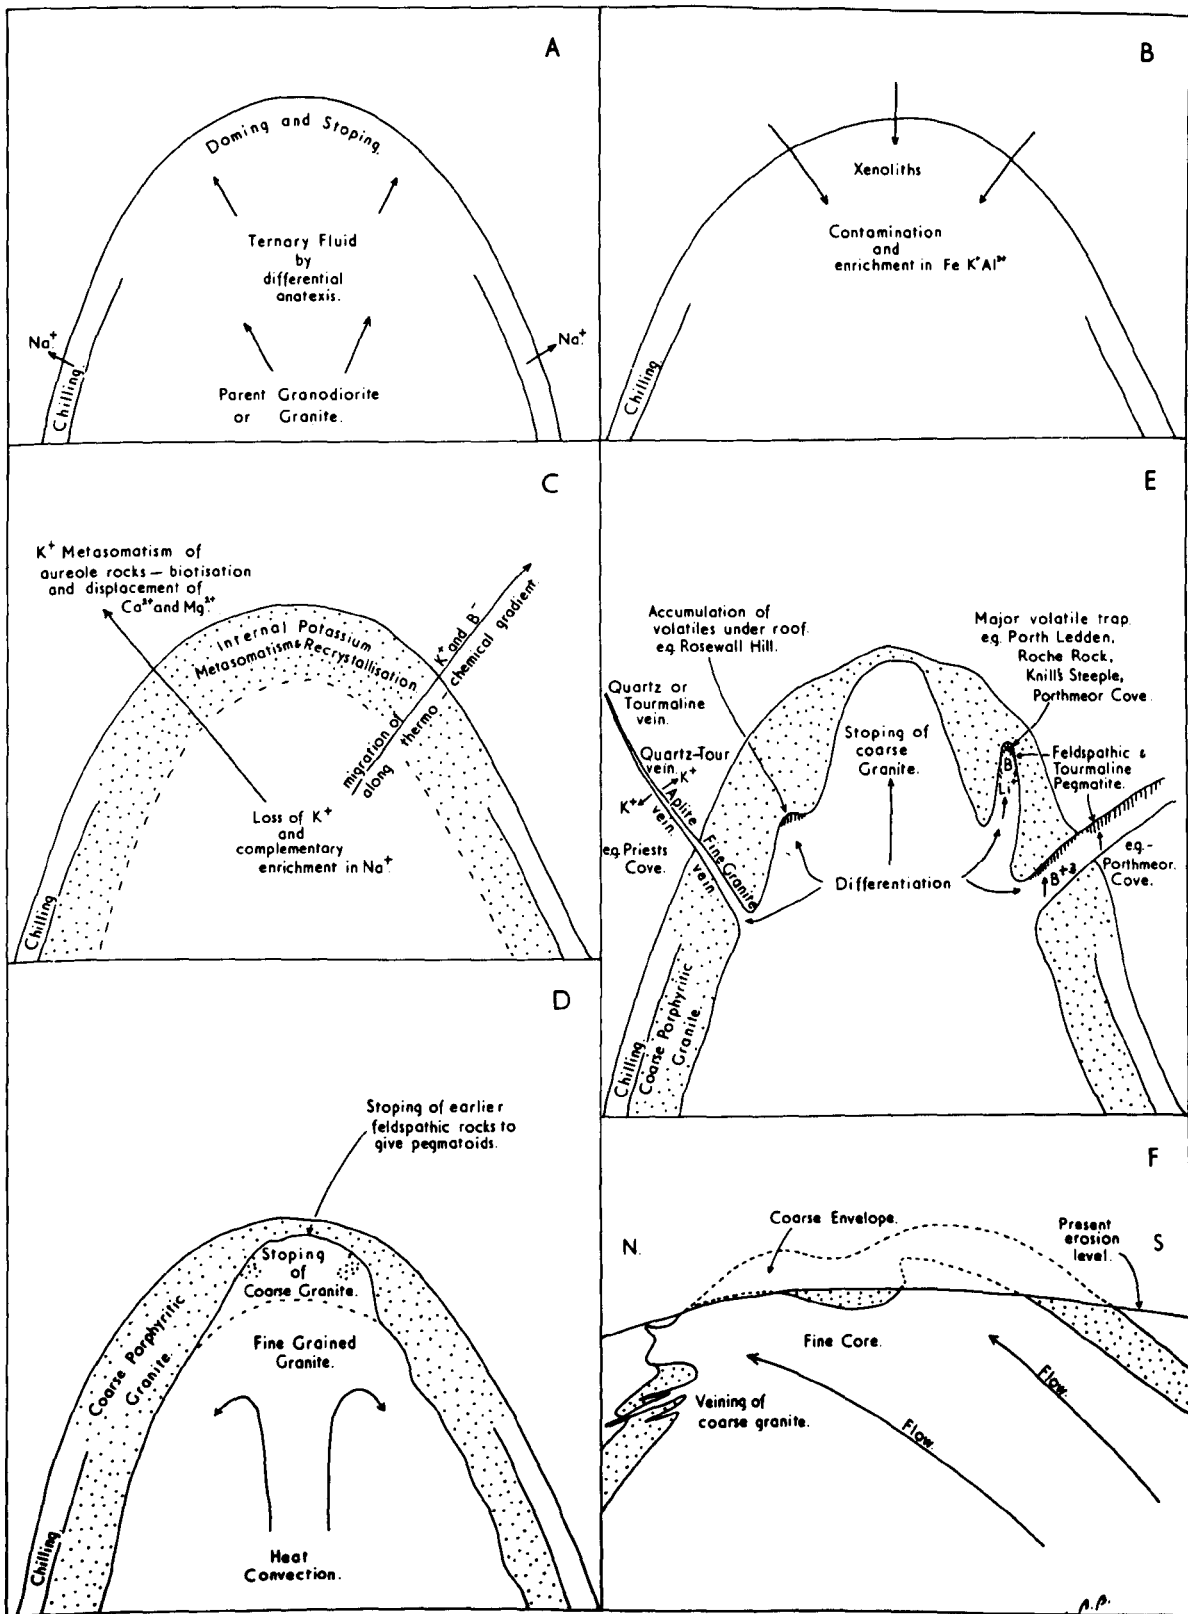 A
Doming and Stoping.
Ternary Fluid
by
differential
anatexis.
Na⁺
Na⁺
Chilling.
Parent Granodiorite
or Granite.
B
Xenoliths
Contamination
and
enrichment in Fe K⁺Al³⁺
Chilling
C
K⁺ Metasomatism of
aureole rocks — biotisation
and displacement of
Ca²⁺ and Mg²⁺
Internal Potassium
Metasomatism & Recrystallisation
migration of K⁺ and B⁻
along thermo-chemical gradient.
Loss of K⁺
and
complementary
enrichment in Na⁺
Chilling
D
Stoping of earlier
feldspathic rocks to
give pegmatoids.
Stoping
of
Coarse Granite.
Coarse Porphyritic
Granite.
Fine Grained
Granite.
Chilling
Heat
Convection.
E
Accumulation of
volatiles under roof.
e.g. Rosewall Hill.
Major volatile trap.
e.g. Porth Ledden,
Roche Rock,
Knill's Steeple,
Porthmeor Cove.
Quartz or
Tourmaline
vein.
Quartz-Tour
vein.
K⁺
K⁺
Aplite
vein.
Fine Granite
vein.
e.g. Priests
Cove.
Stoping of
coarse
Granite.
B
Li⁺
Feldspathic &
Tourmaline
Pegmatite.
Differentiation
B⁺³
e.g.-
Porthmeor
Cove.
Chilling
Coarse Porphyritic
Granite.
F
N.
Coarse Envelope.
Present
erosion
level.
S
Fine Core.
Flow.
Flow.
Veining of
coarse granite.